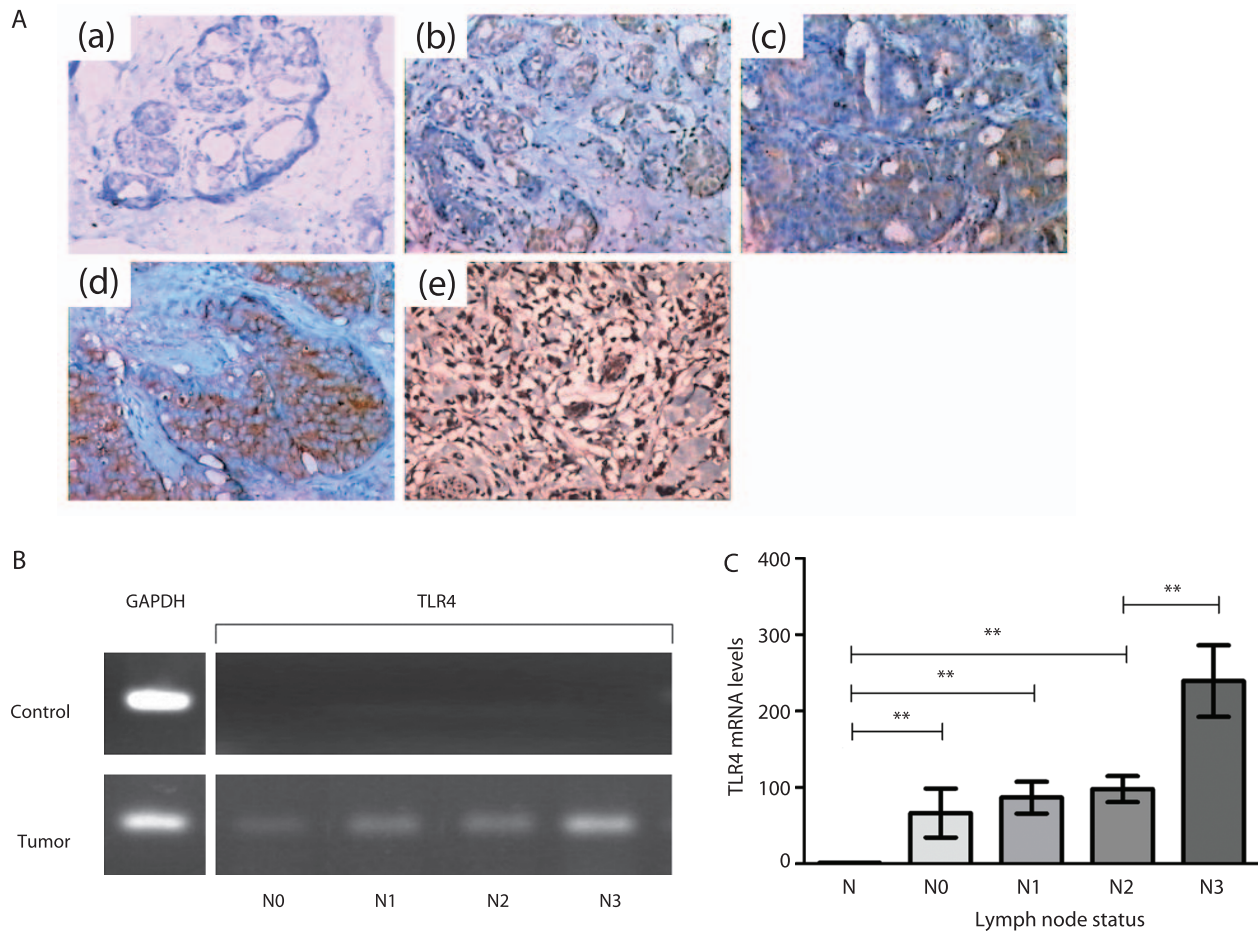 A
(a)
(b)
(c)
(d)
(e)
B
GAPDH
TLR4
Control
Tumor
N0
N1
N2
N3
C
TLR4 mRNA levels
400
300
200
100
0
**
**
**
**
N
N0
N1
N2
N3
Lymph node status